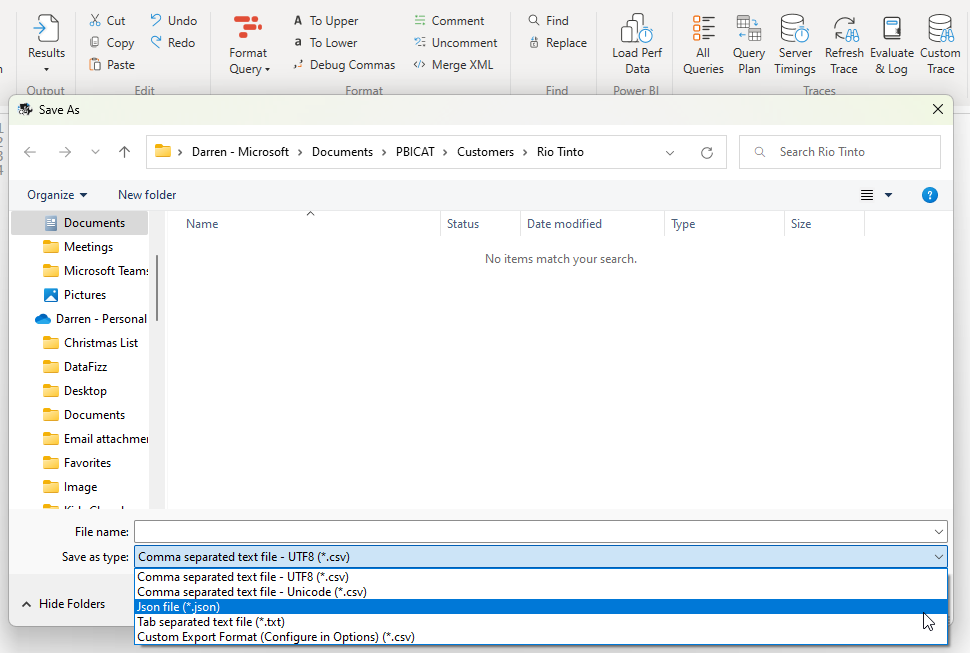 Results
Output
Cut
Copy
Paste
Undo
Redo
Edit
Format
Query
To Upper
To Lower
Debug Commas
Comment
Uncomment
Merge XML
Format
Find
Replace
Find
Load Perf
Data
Power BI
All
Queries
Query
Plan
Server
Timings
Refresh
Trace
Evaluate
& Log
Custom
Trace
Traces
1
2
3
4
Save As
Darren - Microsoft > Documents > PBICAT > Customers > Rio Tinto
Search Rio Tinto
Organize
New folder
Name
Status
Date modified
Type
Size
No items match your search.
Documents
Meetings
Microsoft Teams
Pictures
Darren - Personal
Christmas List
DataFizz
Desktop
Documents
Email attachme
Favorites
Image
File name:
Save as type: Comma separated text file - UTF8 (*.csv)
Comma separated text file - UTF8 (*.csv)
Comma separated text file - Unicode (*.csv)
Json file (*.json)
Tab separated text file (*.txt)
Custom Export Format (Configure in Options) (*.csv)
Hide Folders